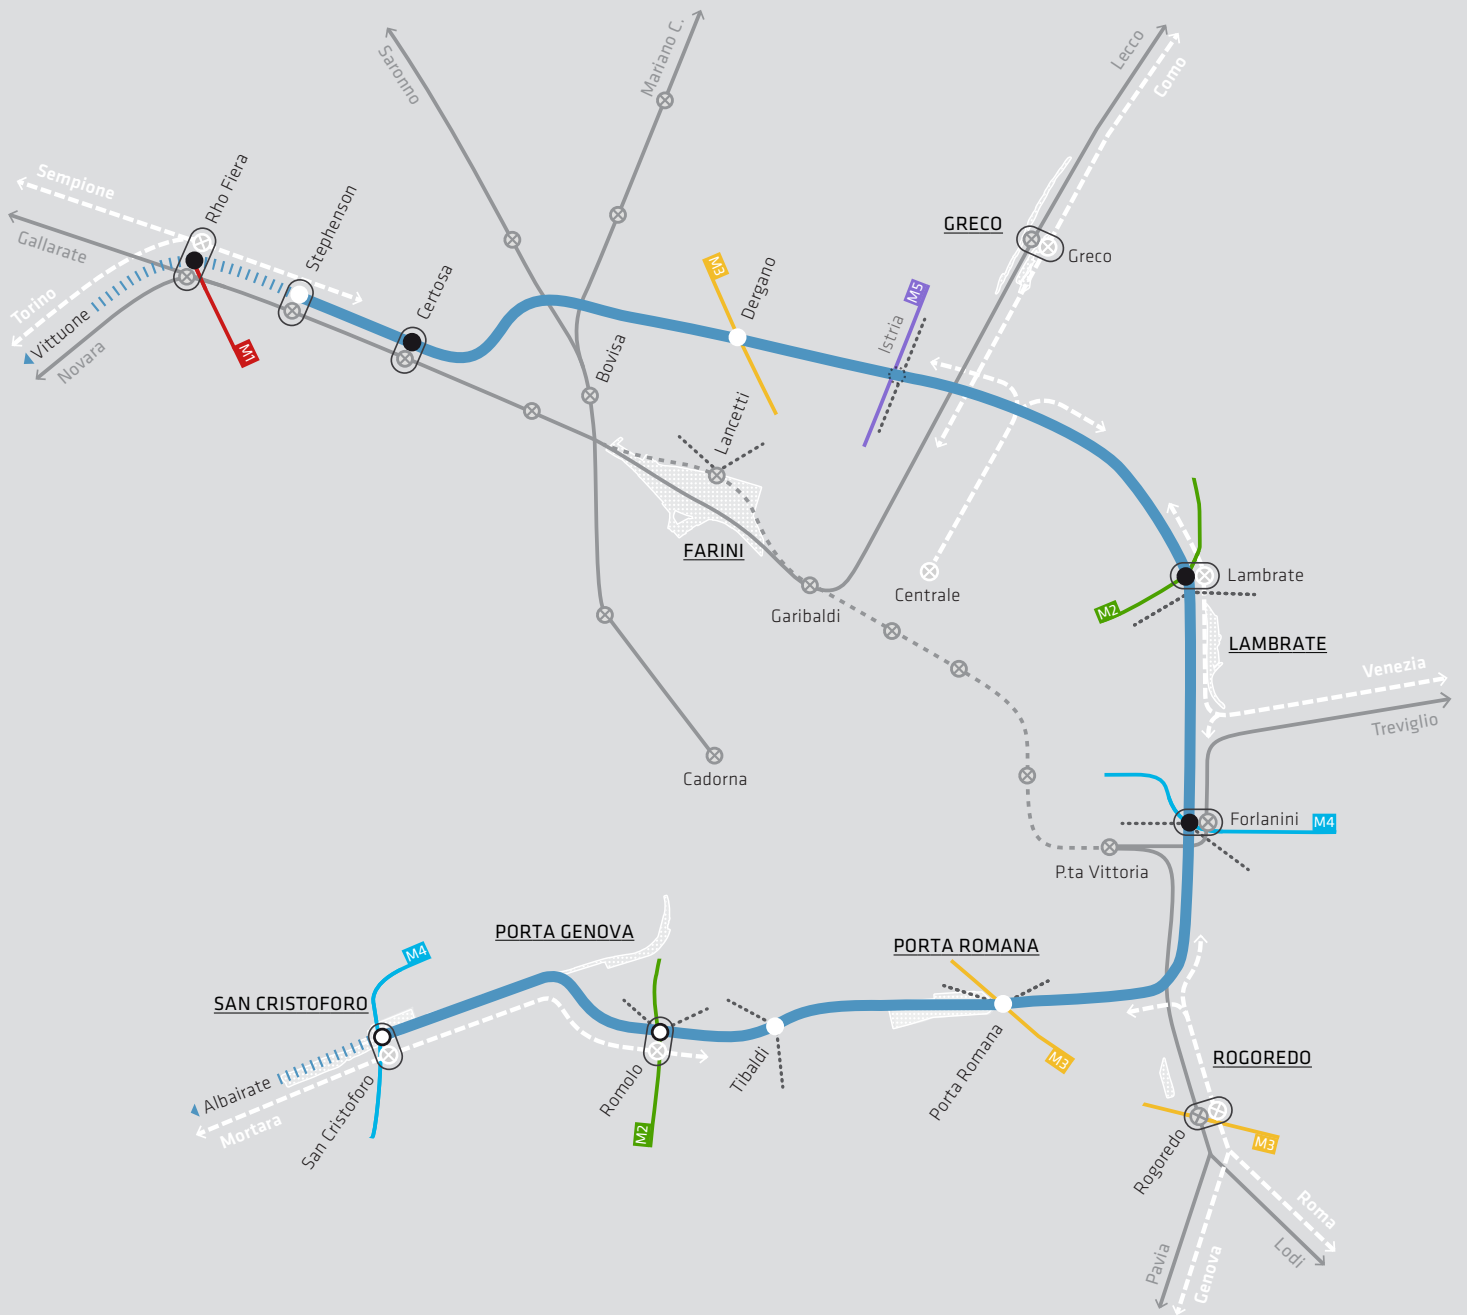 Saronno
Mariano C.
Lecco
Como
Sempione
Rho Fiera
Stephenson
Gallarate
GRECO
Greco
Certosa
M3
Dergano
M5
Istria
Torino
Vittuone
Novara
M1
Bovisa
Lancetti
FARINI
Centrale
Garibaldi
M2
Lambrate
LAMBRATE
Venezia
Treviglio
Cadorna
Forlanini
M4
P.ta Vittoria
PORTA GENOVA
PORTA ROMANA
M4
SAN CRISTOFORO
Albairate
Mortara
San Cristoforo
Romolo
M2
Tibaldi
Porta Romana
M3
ROGOREDO
Rogoredo
M3
Roma
Lodi
Pavia
Genova